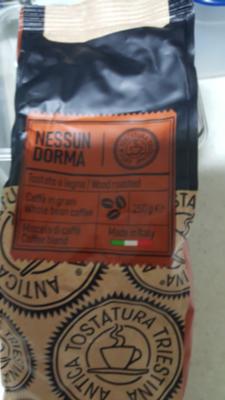 NESSUN
DORMA
Tostato a legna / Wood roasted
Caffè in grani
Whole bean coffee
250 g e
Miscela di caffè
Coffee blend
Made in Italy
ANTICA TOSTATURA TRIESTINA